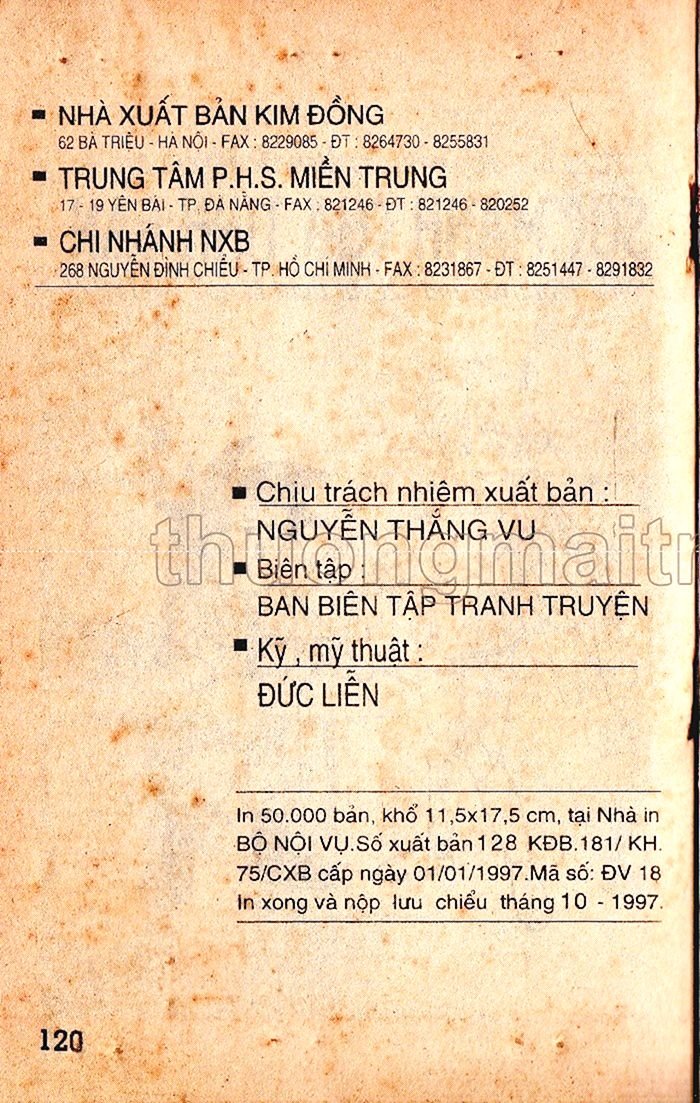 ▪ NHÀ XUẤT BẢN KIM ĐỒNG
62 BÀ TRIỆU - HÀ NỘI - FAX : 8229085 - ĐT : 8264730 - 8255831
▪ TRUNG TÂM P.H.S. MIỀN TRUNG
17 - 19 YÊN BÁI - TP. ĐÀ NẴNG - FAX : 821246 - ĐT : 821246 - 820252
▪ CHI NHÁNH NXB
268 NGUYỄN ĐÌNH CHIỂU - TP. HỒ CHÍ MINH - FAX : 8231867 - ĐT : 8251447 - 8291832
▪ Chịu trách nhiệm xuất bản :
NGUYỄN THẮNG VU
thuongmaitr
▪ Biên tập :
BAN BIÊN TẬP TRANH TRUYỆN
▪ Kỹ , mỹ thuật :
ĐỨC LIỄN
In 50.000 bản, khổ 11,5x17,5 cm, tại Nhà in
BỘ NỘI VỤ.Số xuất bản 128 KĐB.181/ KH.
75/CXB cấp ngày 01/01/1997.Mã số: ĐV 18
In xong và nộp lưu chiểu tháng 10 - 1997.
120